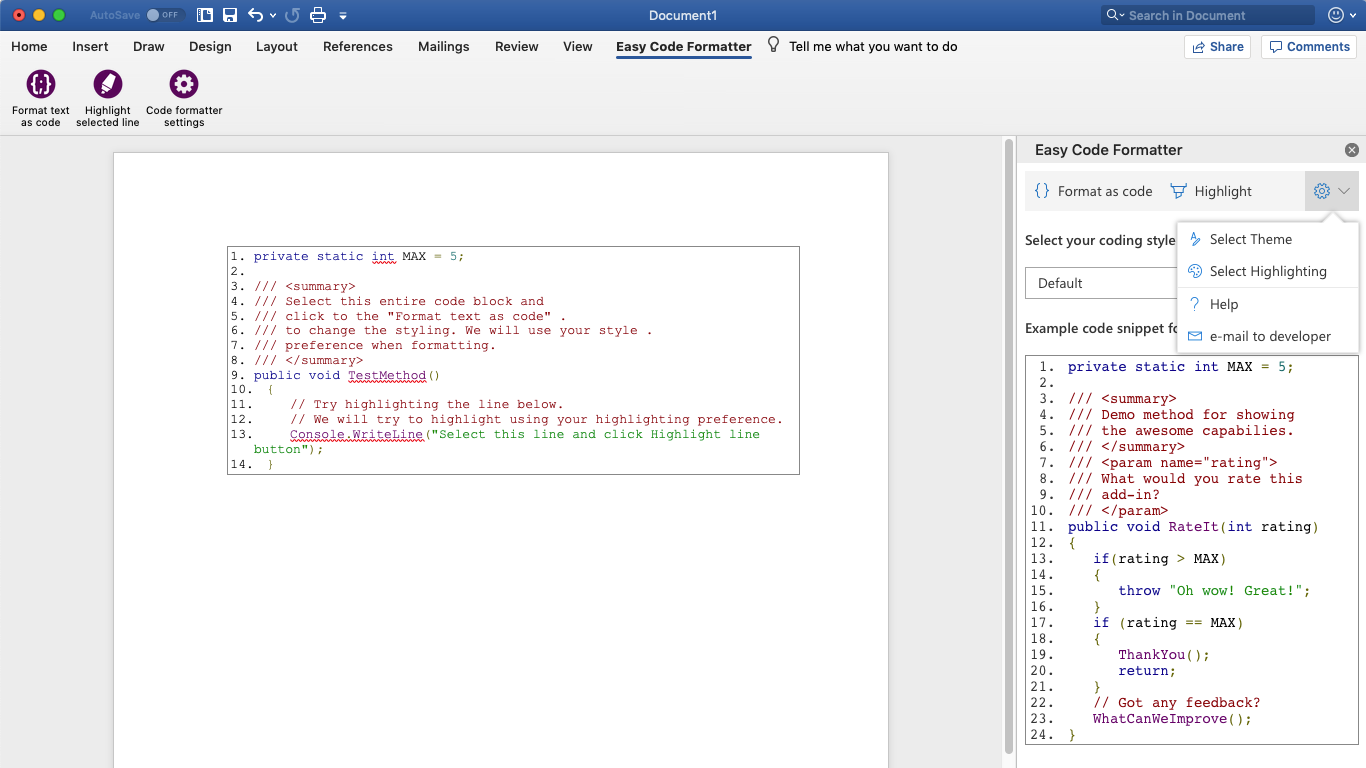 AutoSave OFF
Document1
Search in Document
Home Insert Draw Design Layout References Mailings Review View Easy Code Formatter Tell me what you want to do Share Comments
Format text as code
Highlight selected line
Code formatter settings
1. private static int MAX = 5;
2.
3. /// <summary>
4. /// Select this entire code block and
5. /// click to the "Format text as code" .
6. /// to change the styling. We will use your style .
7. /// preference when formatting.
8. /// </summary>
9. public void TestMethod()
10. {
11. // Try highlighting the line below.
12. // We will try to highlight using your highlighting preference.
13. Console.WriteLine("Select this line and click Highlight line
button");
14. }
Easy Code Formatter
{} Format as code Highlight
Select your coding style
Default
Example code snippet fo
Select Theme
Select Highlighting
? Help
e-mail to developer
1. private static int MAX = 5;
2.
3. /// <summary>
4. /// Demo method for showing
5. /// the awesome capabilies.
6. /// </summary>
7. /// <param name="rating">
8. /// What would you rate this
9. /// add-in?
10. /// </param>
11. public void RateIt(int rating)
12. {
13. if(rating > MAX)
14. {
15. throw "Oh wow! Great!";
16. }
17. if (rating == MAX)
18. {
19. ThankYou();
20. return;
21. }
22. // Got any feedback?
23. WhatCanWeImprove();
24. }